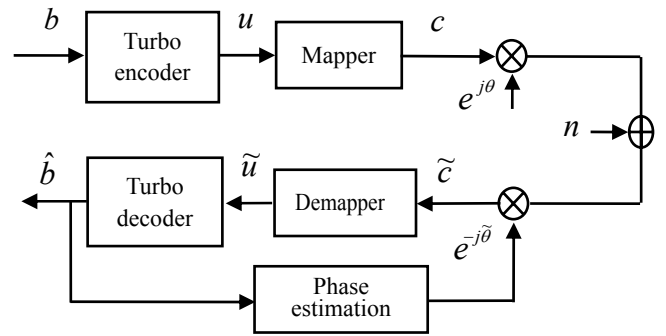 b
Turbo
encoder
u
Mapper
c
e^{jθ}
n
b̂
Turbo
decoder
ũ
Demapper
c̃
e^{-jθ̃}
Phase
estimation